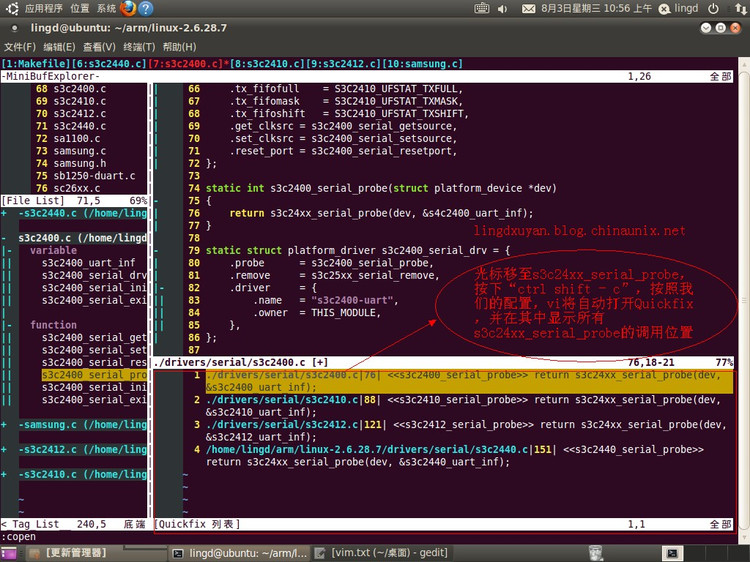 应用程序 位置 系统 8月3日星期三 10:56 上午 lingd
lingd@ubuntu: ~/arm/linux-2.6.28.7
文件(F) 编辑(E) 查看(V) 终端(T) 帮助(H)
[1:Makefile][6:s3c2440.c][7:s3c2400.c]*[8:s3c2410.c][9:s3c2412.c][10:samsung.c]
-MiniBufExplorer- 1,26 全部
68 s3c2400.c
69 s3c2410.c
70 s3c2412.c
71 s3c2440.c
72 sa1100.c
73 samsung.c
74 samsung.h
75 sb1250-duart.c
76 sc26xx.c
[File List] 71,5 69%
+ -s3c2440.c (/home/lingd
- s3c2400.c (/home/lingd
|- variable
|| s3c2400_uart_inf
|| s3c2400_serial_drv
|| s3c2400_serial_ini
|| s3c2400_serial_exi
|
|- function
|| s3c2400_serial_get
|| s3c2400_serial_set
|| s3c2400_serial_res
|| s3c2400_serial_pro
|| s3c2400_serial_ini
|| s3c2400_serial_exi
+ -samsung.c (/home/lingd
+ -s3c2412.c (/home/lingd
+ -s3c2410.c (/home/lingd
~
~
<_Tag_List__ 240,5 底端
| 66 .tx_fifofull = S3C2410_UFSTAT_TXFULL,
| 67 .tx_fifomask = S3C2410_UFSTAT_TXMASK,
| 68 .tx_fifoshift = S3C2410_UFSTAT_TXSHIFT,
| 69 .get_clksrc = s3c2400_serial_getsource,
| 70 .set_clksrc = s3c2400_serial_setsource,
| 71 .reset_port = s3c2400_serial_resetport,
| 72 };
73
74 static int s3c2400_serial_probe(struct platform_device *dev)
- 75 {
| 76 return s3c24xx_serial_probe(dev, &s4c2400_uart_inf);
| 77 }
78
- 79 static struct platform_driver s3c2400_serial_drv = {
| 80 .probe = s3c2400_serial_probe,
| 81 .remove = s3c25xx_serial_remove,
|- 82 .driver = {
|| 83 .name = "s3c2400-uart",
|| 84 .owner = THIS_MODULE,
|| 85 },
| 86 };
87
./drivers/serial/s3c2400.c [+] 76,18-21 77%
lingdxuyan.blog.chinaunix.net
光标移至s3c24xx_serial_probe,
按下“ctrl shift - c”,按照我
们的配置,vi将自动打开Quickfix
,并在其中显示所有
s3c24xx_serial_probe的调用位置
1 ./drivers/serial/s3c2400.c|76| <<s3c2400_serial_probe>> return s3c24xx_serial_probe(dev,
&s3c2400_uart_inf);
2 ./drivers/serial/s3c2410.c|88| <<s3c2410_serial_probe>> return s3c24xx_serial_probe(dev,
&s3c2410_uart_inf);
3 ./drivers/serial/s3c2412.c|121| <<s3c2412_serial_probe>> return s3c24xx_serial_probe(dev,
&s3c2412_uart_inf);
4 /home/lingd/arm/linux-2.6.28.7/drivers/serial/s3c2440.c|151| <<s3c2440_serial_probe>>
return s3c24xx_serial_probe(dev, &s3c2440_uart_inf);
~
~
~
~
[Quickfix 列表] 1,1 全部
:copen
[更新管理器] lingd@ubuntu: ~/arm/l... [vim.txt (~/桌面) - gedit]